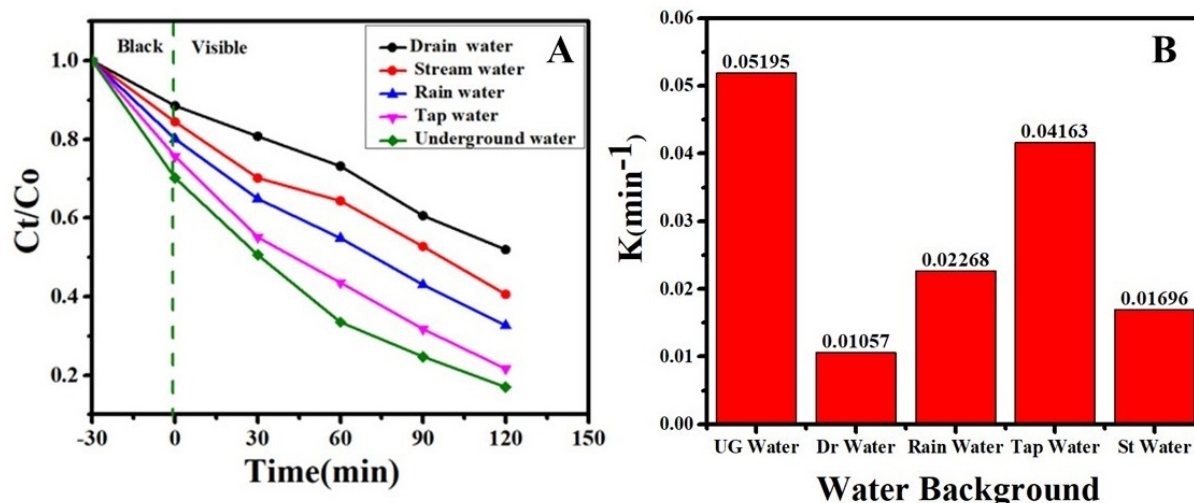 Black Visible
A
Drain water
Stream water
Rain water
Tap water
Underground water
Ct/Co
1.0
0.8
0.6
0.4
0.2
-30 0 30 60 90 120 150
Time(min)
B
K(min⁻¹)
0.06
0.05
0.04
0.03
0.02
0.01
0.00
0.05195
0.01057
0.02268
0.04163
0.01696
UG Water Dr Water Rain Water Tap Water St Water
Water Background